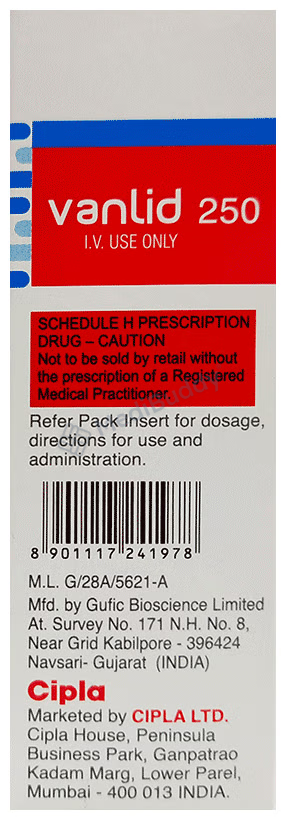 vanlid 250
I.V. USE ONLY
SCHEDULE H PRESCRIPTION
DRUG – CAUTION
Not to be sold by retail without
the prescription of a Registered
Medical Practitioner.
Refer Pack Insert for dosage,
directions for use and
administration.
8 901117 241978
M.L. G/28A/5621-A
Mfd. by Gufic Bioscience Limited
At. Survey No. 171 N.H. No. 8,
Near Grid Kabilpore - 396424
Navsari- Gujarat (INDIA)
Cipla
Marketed by CIPLA LTD.
Cipla House, Peninsula
Business Park, Ganpatrao
Kadam Marg, Lower Parel,
Mumbai - 400 013 INDIA.